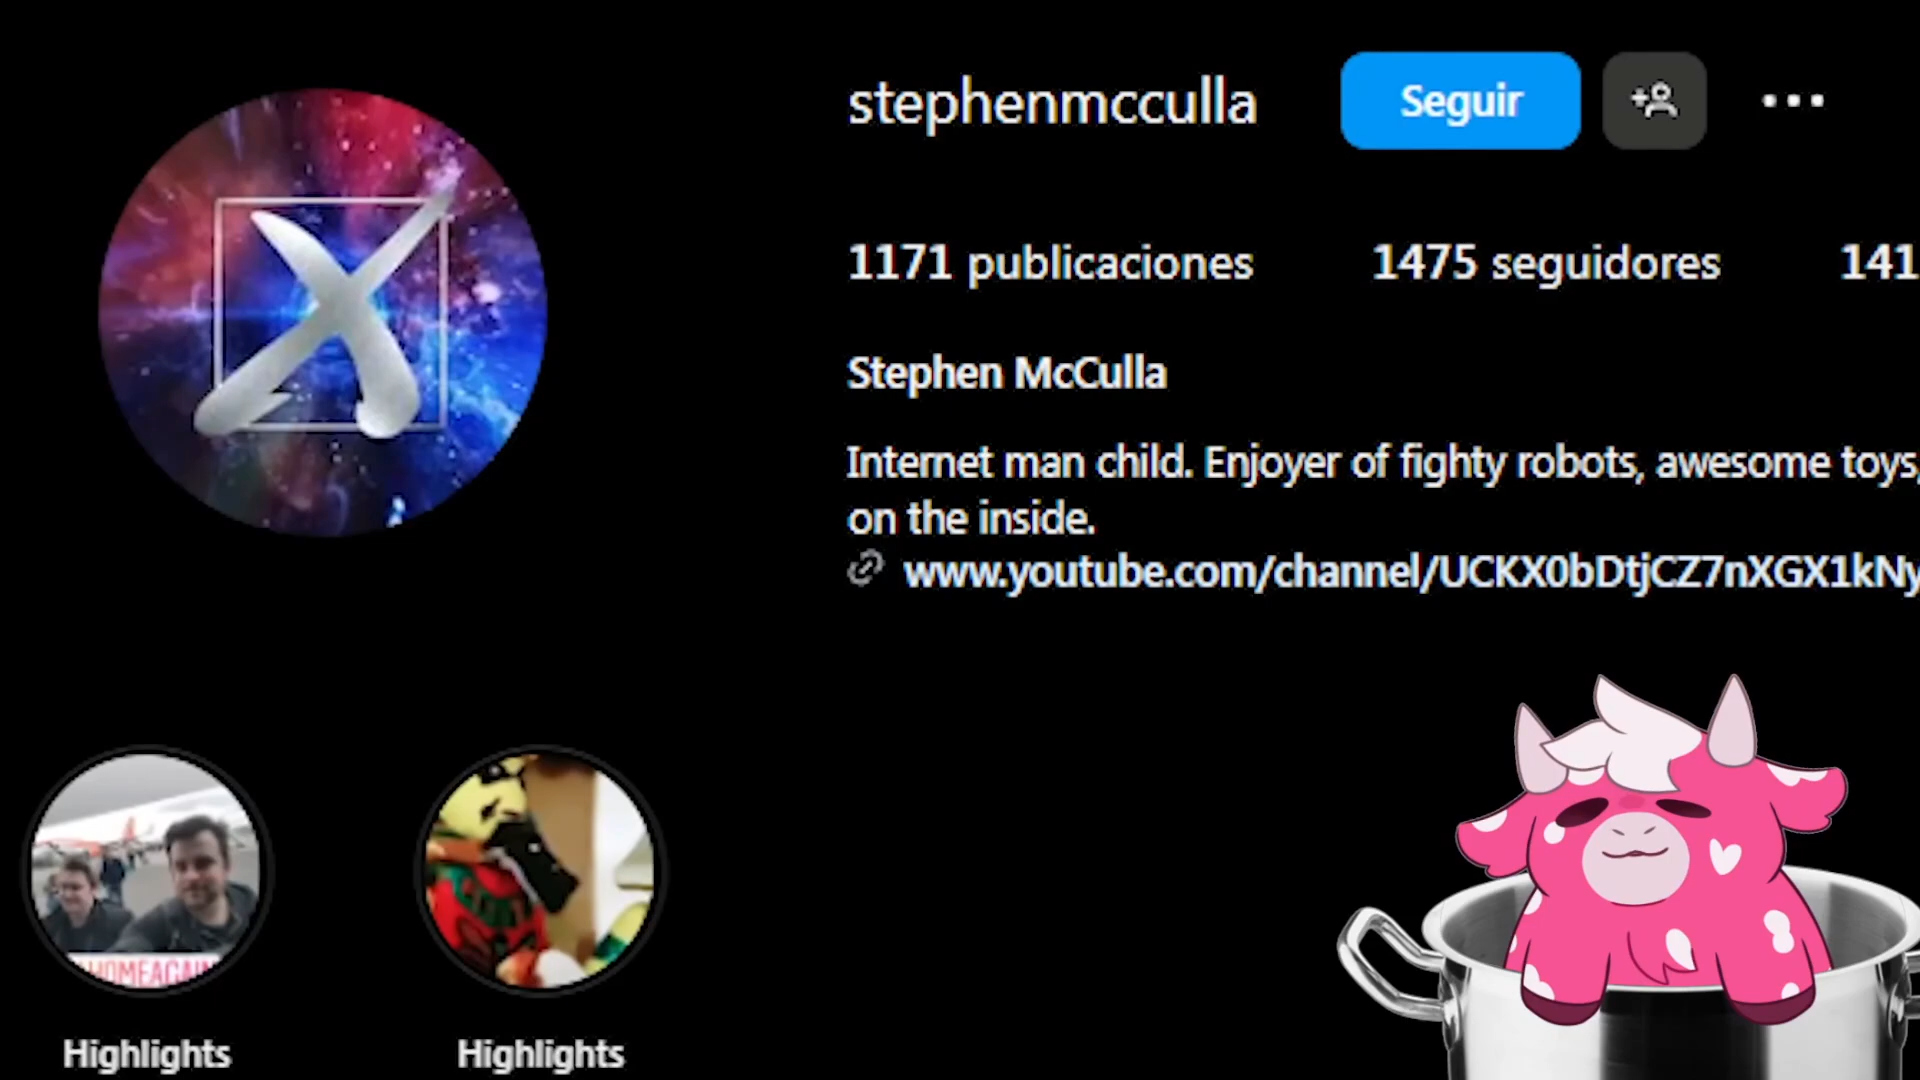 stephenmcculla
Seguir
1171 publicaciones
1475 seguidores
141
Stephen McCulla
Internet man child. Enjoyer of fighty robots, awesome toys,
on the inside.
www.youtube.com/channel/UCKX0bDtjCZ7nXGX1kNy
HOMEAGAIN
Highlights
Highlights